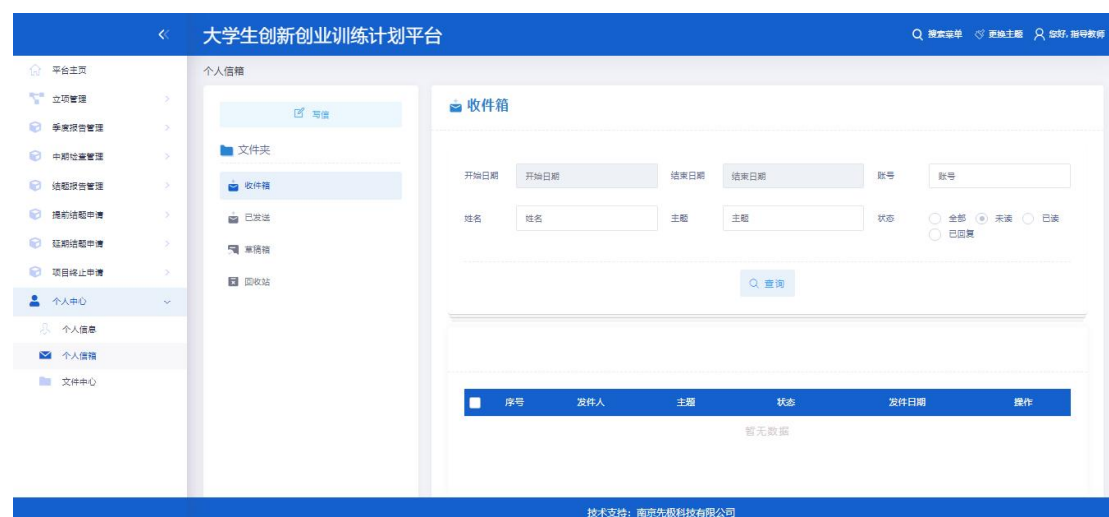 大学生创新创业训练计划平台
搜索菜单
更换主题
您好,指导教师
平台主页
立项管理
季度报告管理
中期检查管理
结题报告管理
提前结题申请
延期结题申请
项目终止申请
个人中心
个人信息
个人信箱
文件中心
个人信箱
写信
文件夹
收件箱
已发送
草稿箱
回收站
收件箱
开始日期 开始日期 结束日期 结束日期 账号 账号
姓名 姓名 主题 主题 状态 全部 未读 已读
已回复
查询
序号 发件人 主题 状态 发件日期 操作
暂无数据
技术支持：南京先极科技有限公司